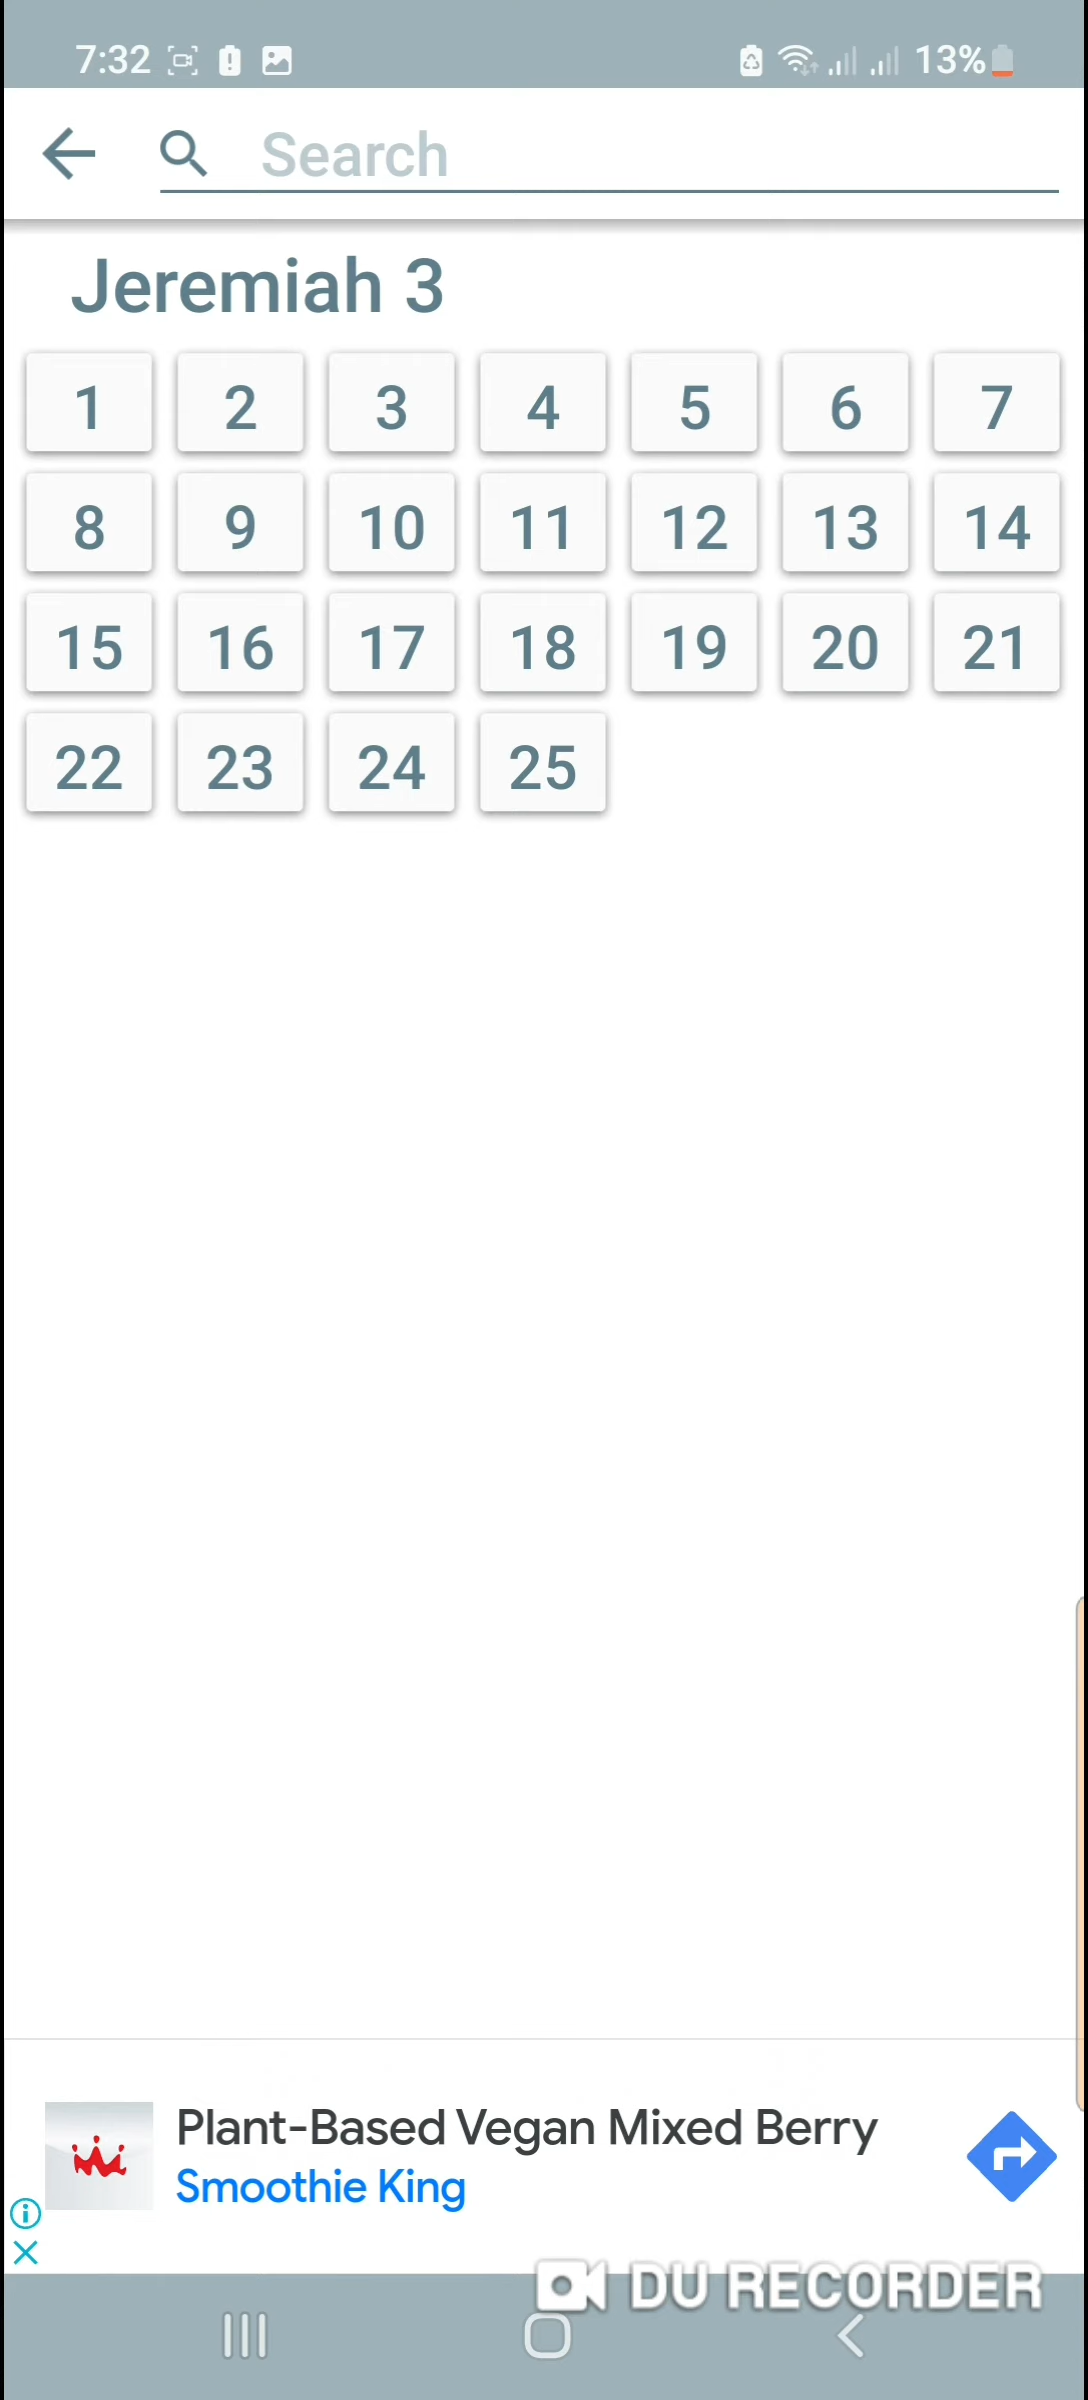 7:32 13%
Search
Jeremiah 3
1 2 3 4 5 6 7
8 9 10 11 12 13 14
15 16 17 18 19 20 21
22 23 24 25
Plant-Based Vegan Mixed Berry
Smoothie King
DU RECORDER